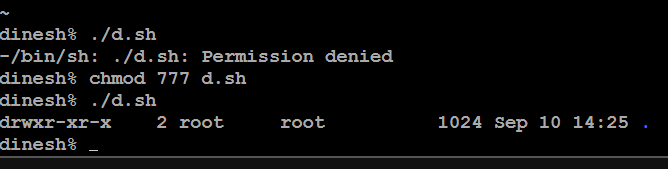 ~
dinesh% ./d.sh
-/bin/sh: ./d.sh: Permission denied
dinesh% chmod 777 d.sh
dinesh% ./d.sh
drwxr-xr-x    2 root     root          1024 Sep 10 14:25 .
dinesh% _